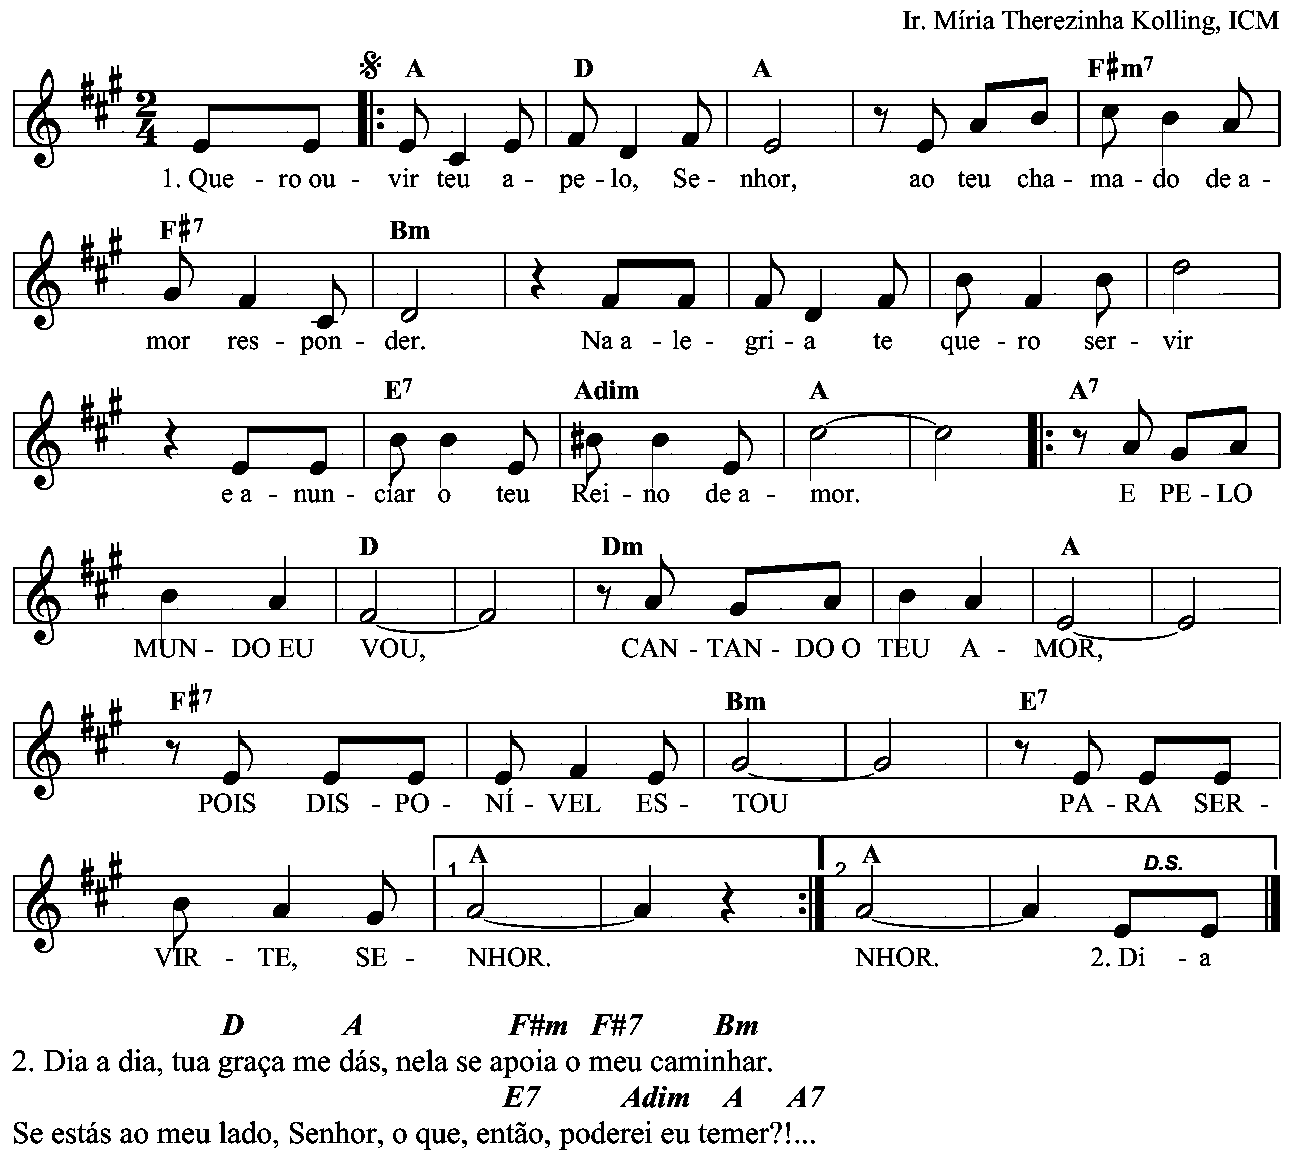 Ir. Míria Therezinha Kolling, ICM
A D A F#m7
2 4
1. Que - ro ou - vir teu a - pe - lo, Se - nhor, ao teu cha - ma - do de a -
F#7 Bm
mor res - pon - der. Na a - le - gri - a te que - ro ser - vir
E7 Adim A A7
e a - nun - ciar o teu Rei - no de a - mor. E PE - LO
D Dm A
MUN - DO EU VOU, CAN - TAN - DO O TEU A - MOR,
F#7 Bm E7
POIS DIS - PO - NÍ - VEL ES - TOU PA - RA SER -
1 A 2 A D.S.
VIR - TE, SE - NHOR. NHOR. 2. Di - a
D A F#m F#7 Bm
2. Dia a dia, tua graça me dás, nela se apoia o meu caminhar.
E7 Adim A A7
Se estás ao meu lado, Senhor, o que, então, poderei eu temer?!...